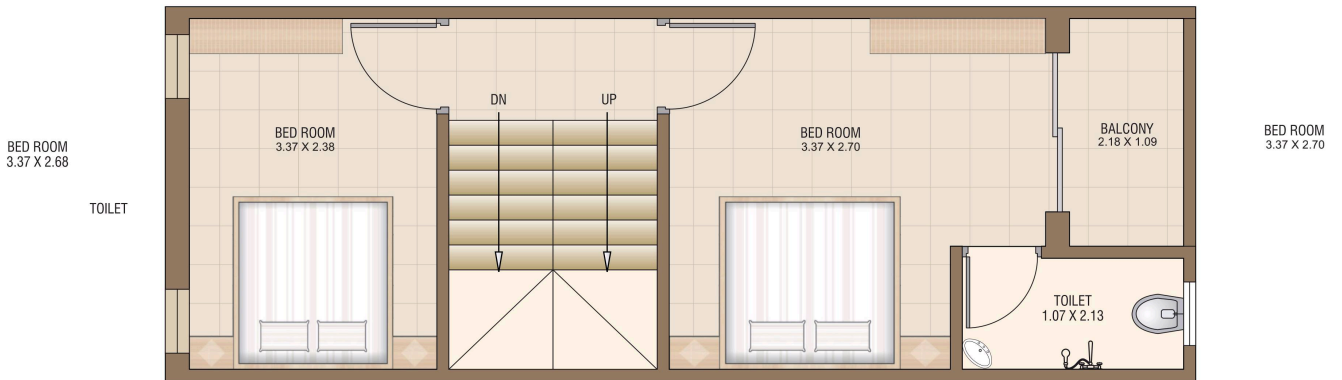 BED ROOM
3.37 X 2.68
TOILET
BED ROOM
3.37 X 2.38
DN
UP
BED ROOM
3.37 X 2.70
BALCONY
2.18 X 1.09
TOILET
1.07 X 2.13
BED ROOM
3.37 X 2.70